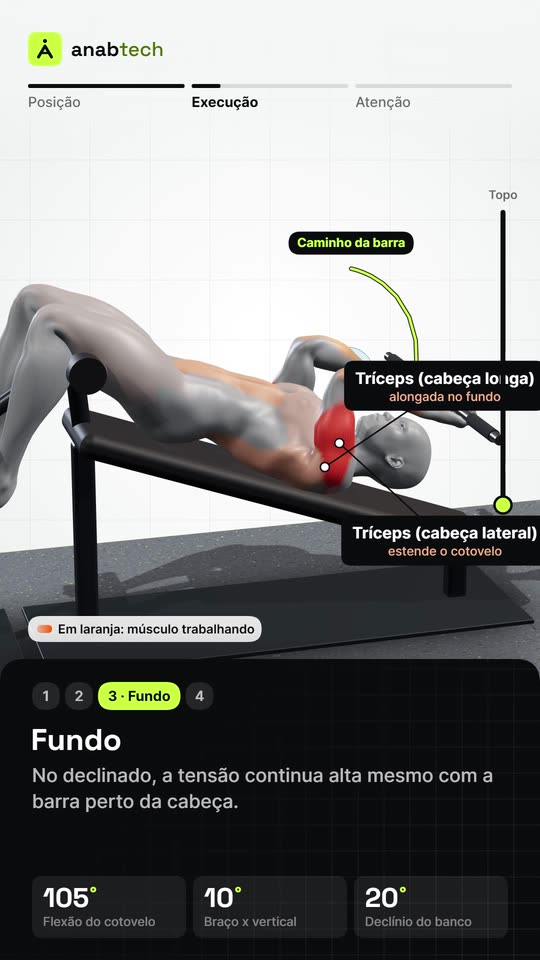 anabtech
Posição
Execução
Atenção
Topo
Caminho da barra
Tríceps (cabeça longa)
alongada no fundo
Tríceps (cabeça lateral)
estende o cotovelo
Em laranja: músculo trabalhando
1
2
3 · Fundo
4
Fundo
No declinado, a tensão continua alta mesmo com a
barra perto da cabeça.
105°
10°
20°
Flexão do cotovelo
Braço x vertical
Declínio do banco